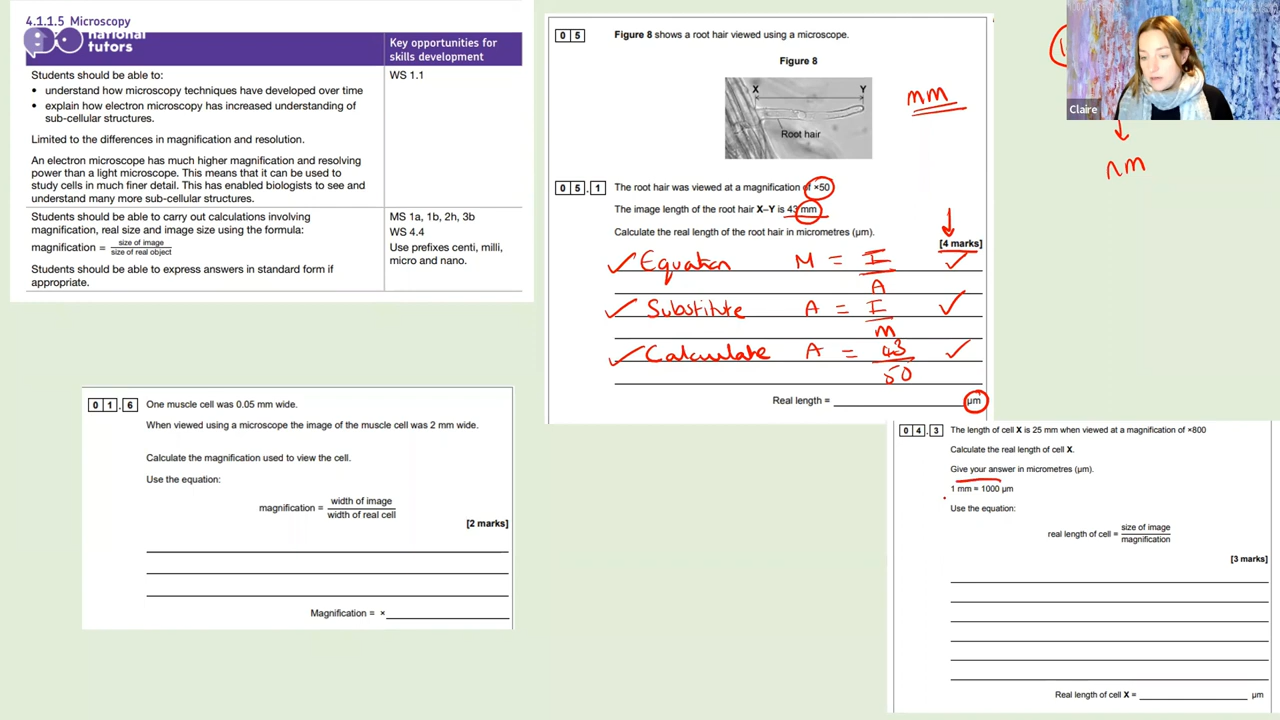 4.1.1.5 Microscopy
national
tutors
Key opportunities for
skills development
Students should be able to:
• understand how microscopy techniques have developed over time
• explain how electron microscopy has increased understanding of
sub-cellular structures.
Limited to the differences in magnification and resolution.
An electron microscope has much higher magnification and resolving
power than a light microscope. This means that it can be used to
study cells in much finer detail. This has enabled biologists to see and
understand many more sub-cellular structures.
WS 1.1
Students should be able to carry out calculations involving
magnification, real size and image size using the formula:
magnification = size of image
size of real object
Students should be able to express answers in standard form if
appropriate.
MS 1a, 1b, 2h, 3b
WS 4.4
Use prefixes centi, milli,
micro and nano.
0 5
Figure 8 shows a root hair viewed using a microscope.
Figure 8
X Y
Root hair
mm
0 5 . 1
The root hair was viewed at a magnification of ×50
The image length of the root hair X–Y is 43 mm
Calculate the real length of the root hair in micrometres (µm).
[4 marks]
✓ Equation M = I ✓
A
✓ Substitute A = I ✓
m
✓ Calculate A = 43 ✓
50
Real length = µm
Claire
nm
0 1 . 6
One muscle cell was 0.05 mm wide.
When viewed using a microscope the image of the muscle cell was 2 mm wide.
Calculate the magnification used to view the cell.
Use the equation:
magnification = width of image
width of real cell
[2 marks]
Magnification = ×
0 4 . 3
The length of cell X is 25 mm when viewed at a magnification of ×800
Calculate the real length of cell X.
Give your answer in micrometres (µm).
1 mm = 1000 µm
Use the equation:
real length of cell = size of image
magnification
[3 marks]
Real length of cell X = µm